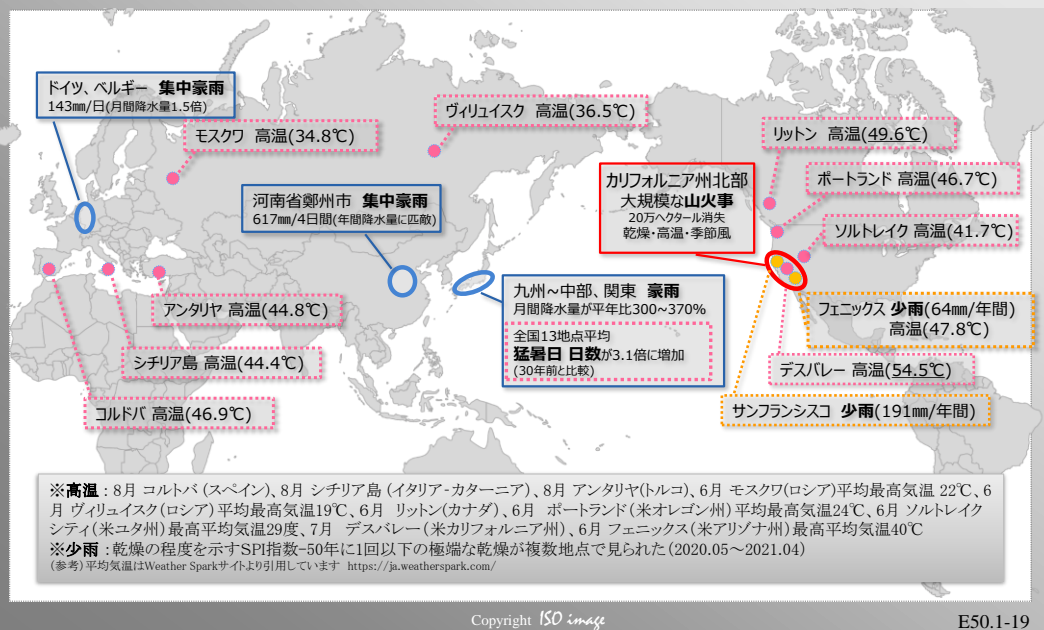 ドイツ、ベルギー 集中豪雨
143㎜/日(月間降水量1.5倍)
モスクワ 高温(34.8℃)
ヴィリュイスク 高温(36.5℃)
リットン 高温(49.6℃)
ポートランド 高温(46.7℃)
ソルトレイク 高温(41.7℃)
カリフォルニア州北部
大規模な山火事
20万ヘクタール消失
乾燥・高温・季節風
河南省鄭州市 集中豪雨
617㎜/4日間(年間降水量に匹敵)
アンタリヤ 高温(44.8℃)
シチリア島 高温(44.4℃)
コルドバ 高温(46.9℃)
九州~中部、関東 豪雨
月間降水量が平年比300~370%
全国13地点平均
猛暑日 日数が3.1倍に増加
(30年前と比較)
フェニックス 少雨(64㎜/年間)
高温(47.8℃)
デスバレー 高温(54.5℃)
サンフランシスコ 少雨(191㎜/年間)
※高温：8月 コルトバ (スペイン)、8月 シチリア島 (イタリア-カターニア)、8月 アンタリヤ(トルコ)、6月 モスクワ(ロシア)平均最高気温 22℃、6
月 ヴィリュイスク(ロシア) 平均最高気温19℃、6月 リットン(カナダ)、6月 ポートランド(米オレゴン州) 平均最高気温24℃、6月 ソルトレイク
シティ(米ユタ州) 最高平均気温29度、7月 デスバレー(米カリフォルニア州)、6月 フェニックス(米アリゾナ州) 最高平均気温40℃
※少雨：乾燥の程度を示すSPI指数-50年に1回以下の極端な乾燥が複数地点で見られた(2020.05～2021.04)
(参考)平均気温はWeather Sparkサイトより引用しています https://ja.weatherspark.com/
Copyright ISO image
E50.1-19